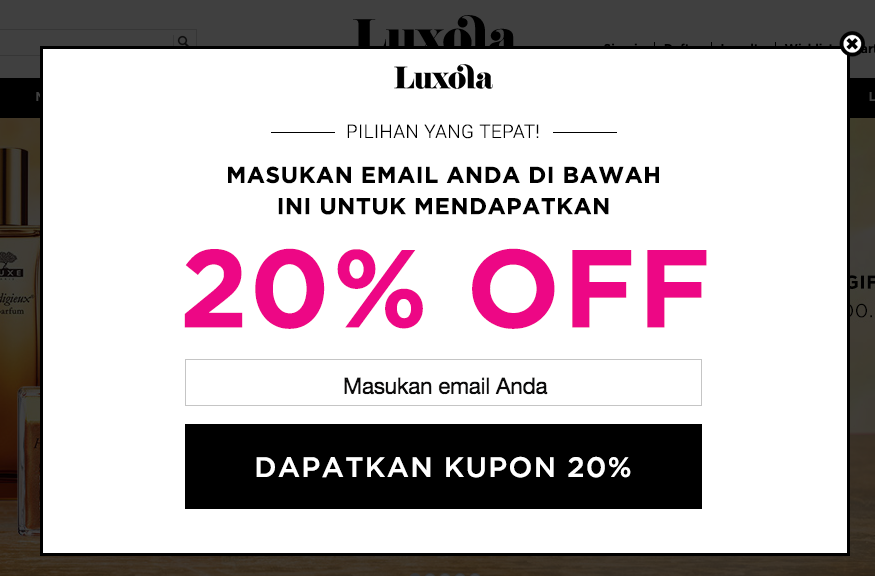 Luxola
PILIHAN YANG TEPAT!
MASUKAN EMAIL ANDA DI BAWAH
INI UNTUK MENDAPATKAN
20% OFF
Masukan email Anda
DAPATKAN KUPON 20%